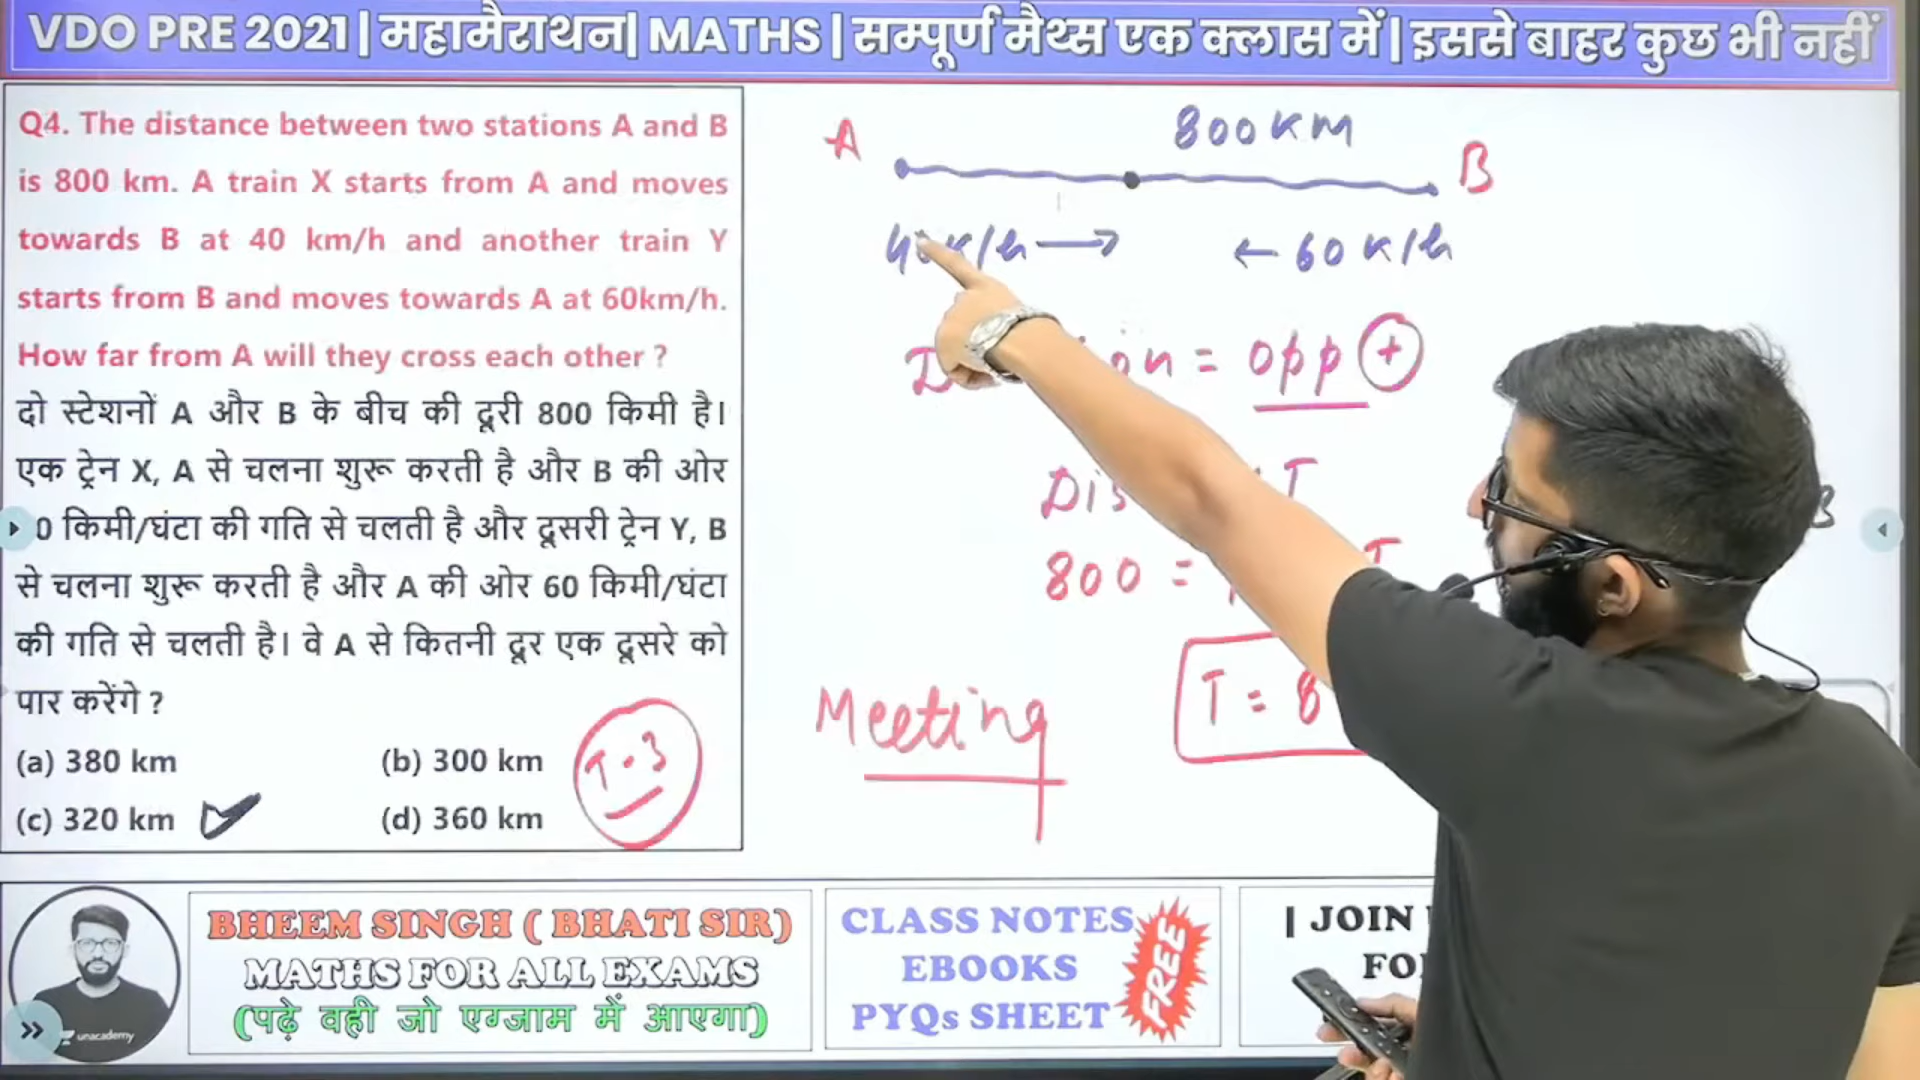 VDO PRE 2021 | महामैराथन| MATHS | सम्पूर्ण मैथ्स एक क्लास में | इससे बाहर कुछ भी नहीं
Q4. The distance between two stations A and B
is 800 km. A train X starts from A and moves
towards B at 40 km/h and another train Y
starts from B and moves towards A at 60km/h.
How far from A will they cross each other ?
दो स्टेशनों A और B के बीच की दूरी 800 किमी है।
एक ट्रेन X, A से चलना शुरू करती है और B की ओर
0 किमी/घंटा की गति से चलती है और दूसरी ट्रेन Y, B
से चलना शुरू करती है और A की ओर 60 किमी/घंटा
की गति से चलती है। वे A से कितनी दूर एक दूसरे को
पार करेंगे ?
(a) 380 km (b) 300 km
(c) 320 km (d) 360 km
T.3
A 800 KM B
40K/h → ← 60 K/h
= opp +
Dis T
800 = T
T = 8
Meeting
BHEEM SINGH ( BHATI SIR)
MATHS FOR ALL EXAMS
(पढ़े वही जो एग्जाम में आएगा)
unacademy
CLASS NOTES
EBOOKS
PYQs SHEET
FREE
| JOIN